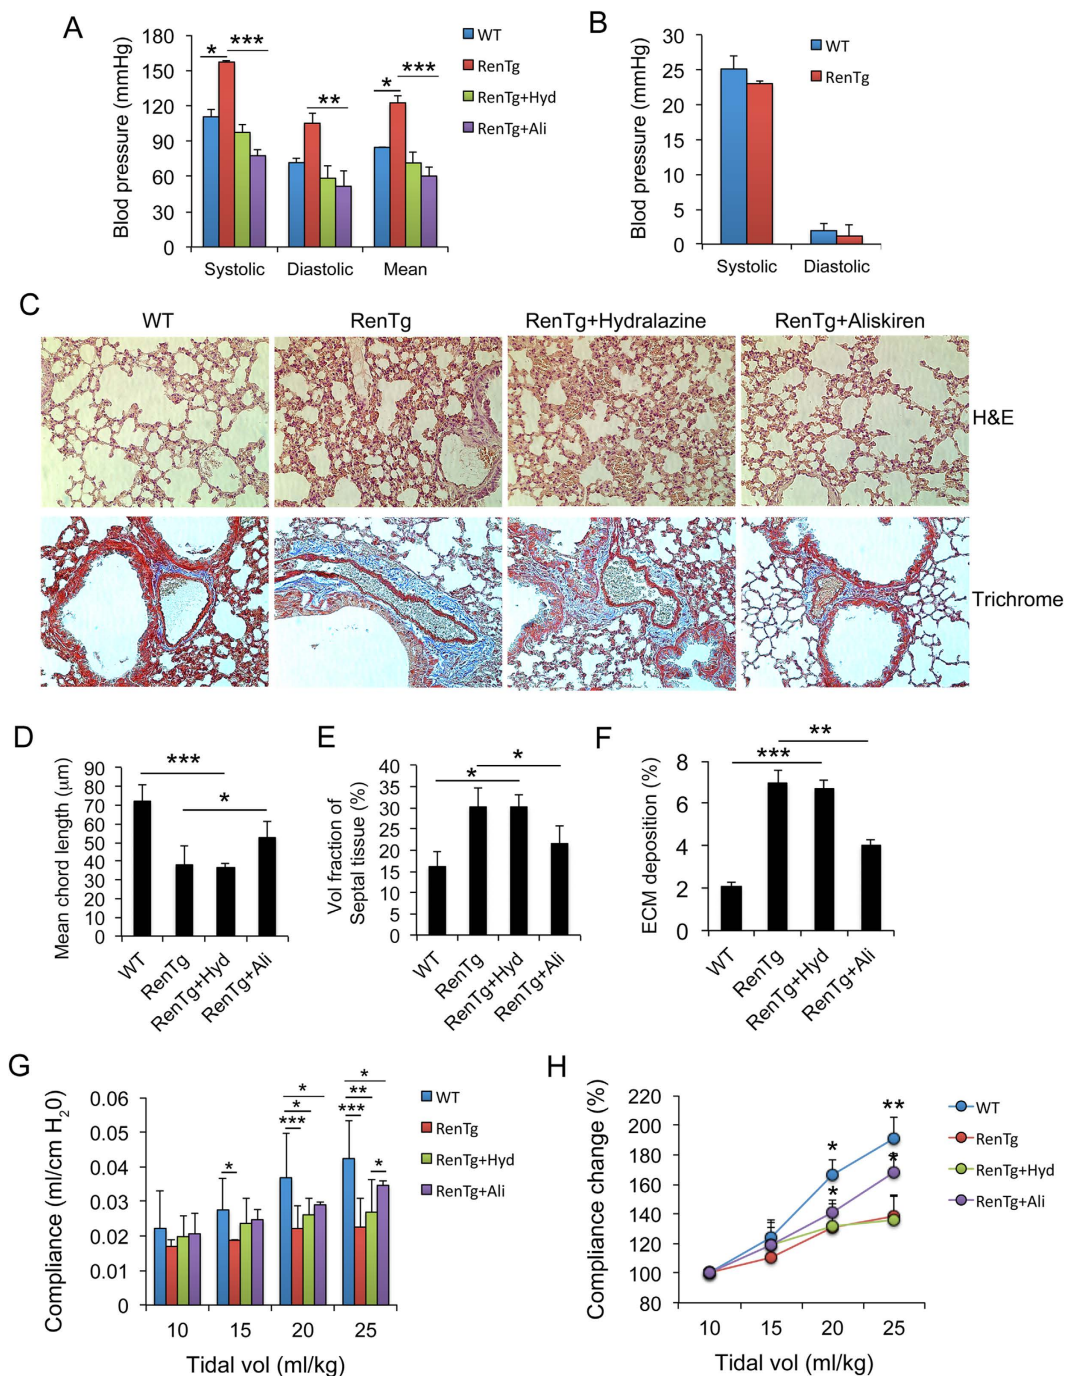 A
Blod pressure (mmHg)
180
150
120
90
60
30
0
* ***
**
* ***
Systolic Diastolic Mean
WT
RenTg
RenTg+Hyd
RenTg+Ali
B
Blod pressure (mmHg)
30
25
20
15
10
5
0
Systolic Diastolic
WT
RenTg
C
WT RenTg RenTg+Hydralazine RenTg+Aliskiren
H&E
Trichrome
D
Mean chord length (μm)
90
80
70
60
50
40
30
20
10
0
***
*
WT RenTg RenTg+Hyd RenTg+Ali
E
Vol fraction of
Septal tissue (%)
40
35
30
25
20
15
10
5
0
*
*
WT RenTg RenTg+Hyd RenTg+Ali
F
ECM deposition (%)
8
6
4
2
0
**
***
WT RenTg RenTg+Hyd RenTg+Ali
G
Compliance (ml/cm H₂0)
0.06
0.05
0.04
0.03
0.02
0.01
0
*
*
*
***
*
**
***
*
10 15 20 25
Tidal vol (ml/kg)
WT
RenTg
RenTg+Hyd
RenTg+Ali
H
Compliance change (%)
220
200
180
160
140
120
100
80
**
*
*
*
10 15 20 25
Tidal vol (ml/kg)
WT
RenTg
RenTg+Hyd
RenTg+Ali